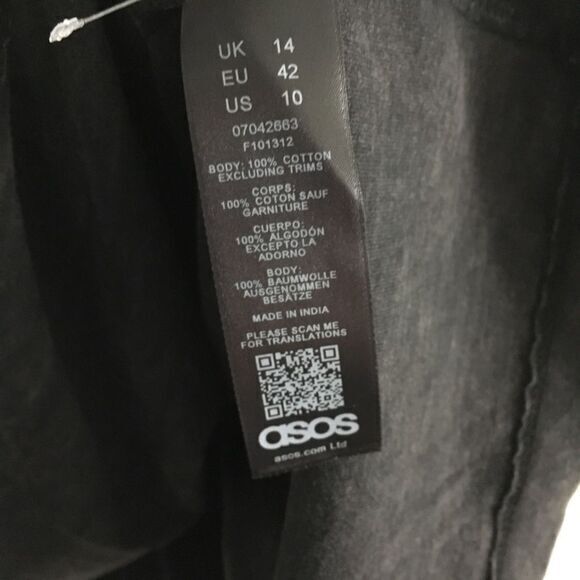 UK 14
EU 42
US 10
07042663
F101312
BODY: 100% COTTON
EXCLUDING TRIMS
CORPS:
100% COTON SAUF
GARNITURE
CUERPO:
100% ALGODÓN
EXCEPTO LA
ADORNO
BODY:
100% BAUMWOLLE
AUSGENOMMEN
BESÄTZE
MADE IN INDIA
PLEASE SCAN ME
FOR TRANSLATIONS
asos
asos.com Ltd